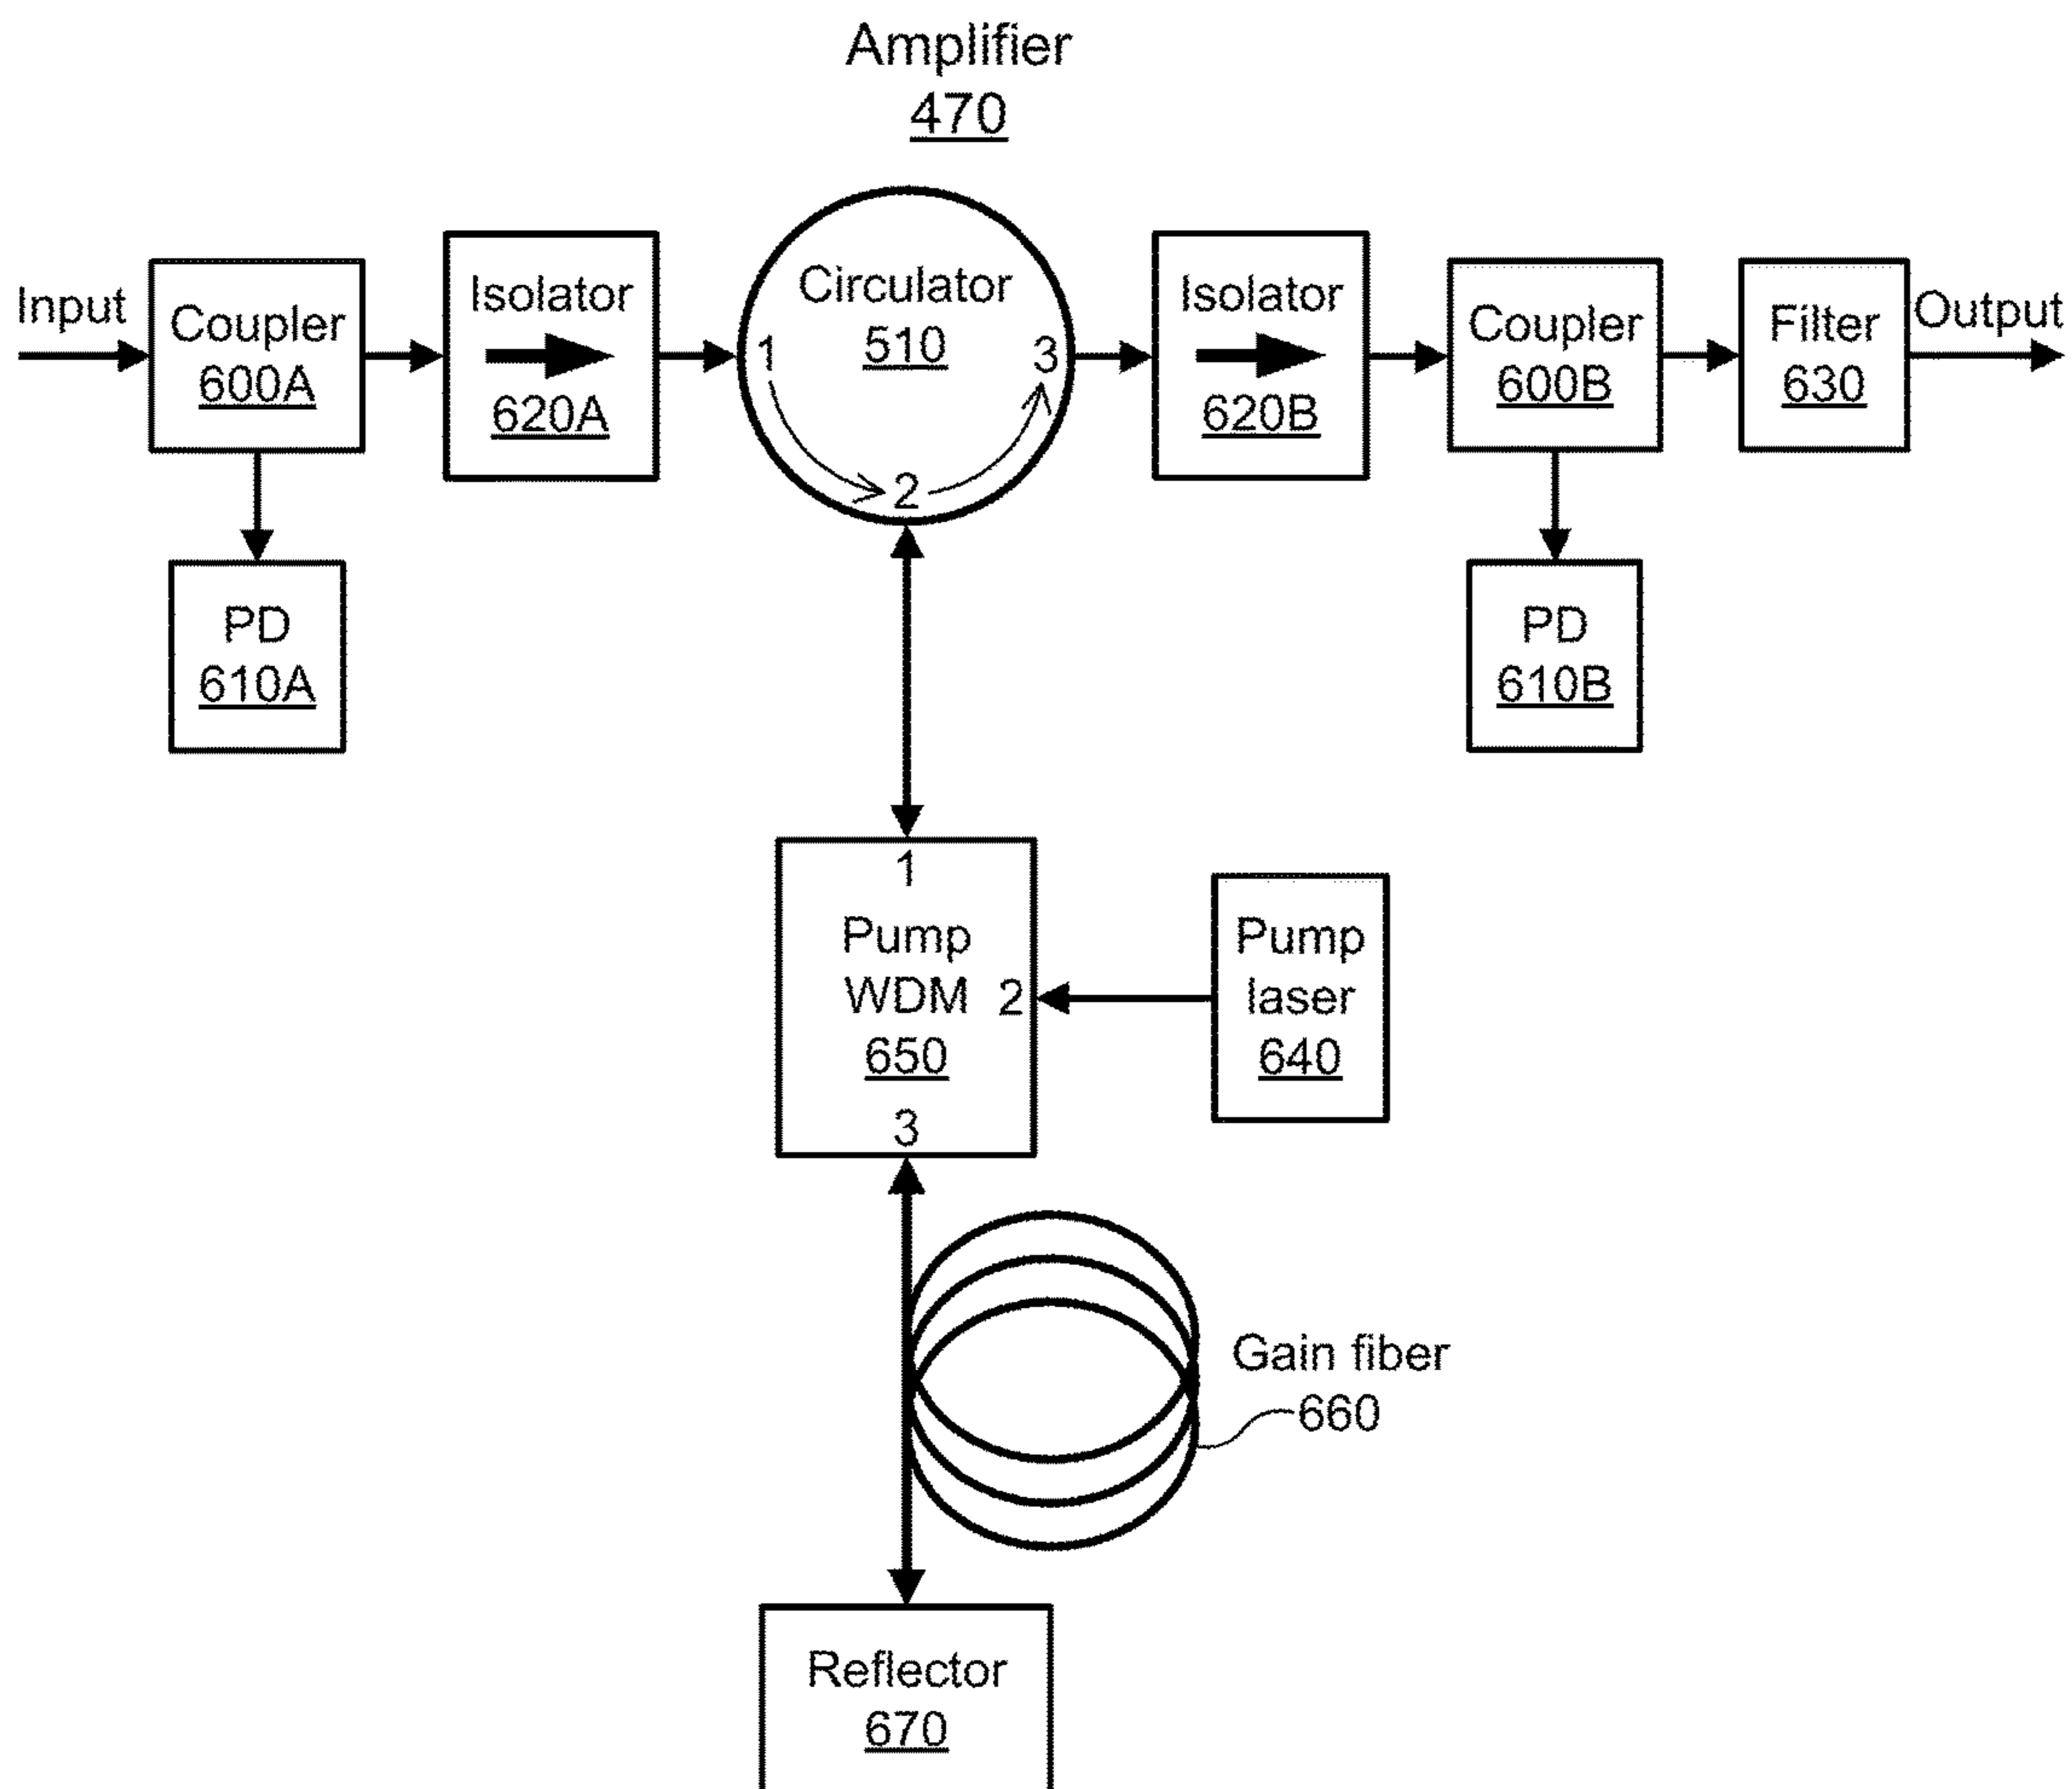 Amplifier
470
Input
Coupler
600A
Isolator
620A
Circulator
510
1
2
3
Isolator
620B
Coupler
600B
Filter
630
Output
PD
610A
PD
610B
1
Pump
WDM
650
2
3
Pump
laser
640
Gain fiber
660
Reflector
670